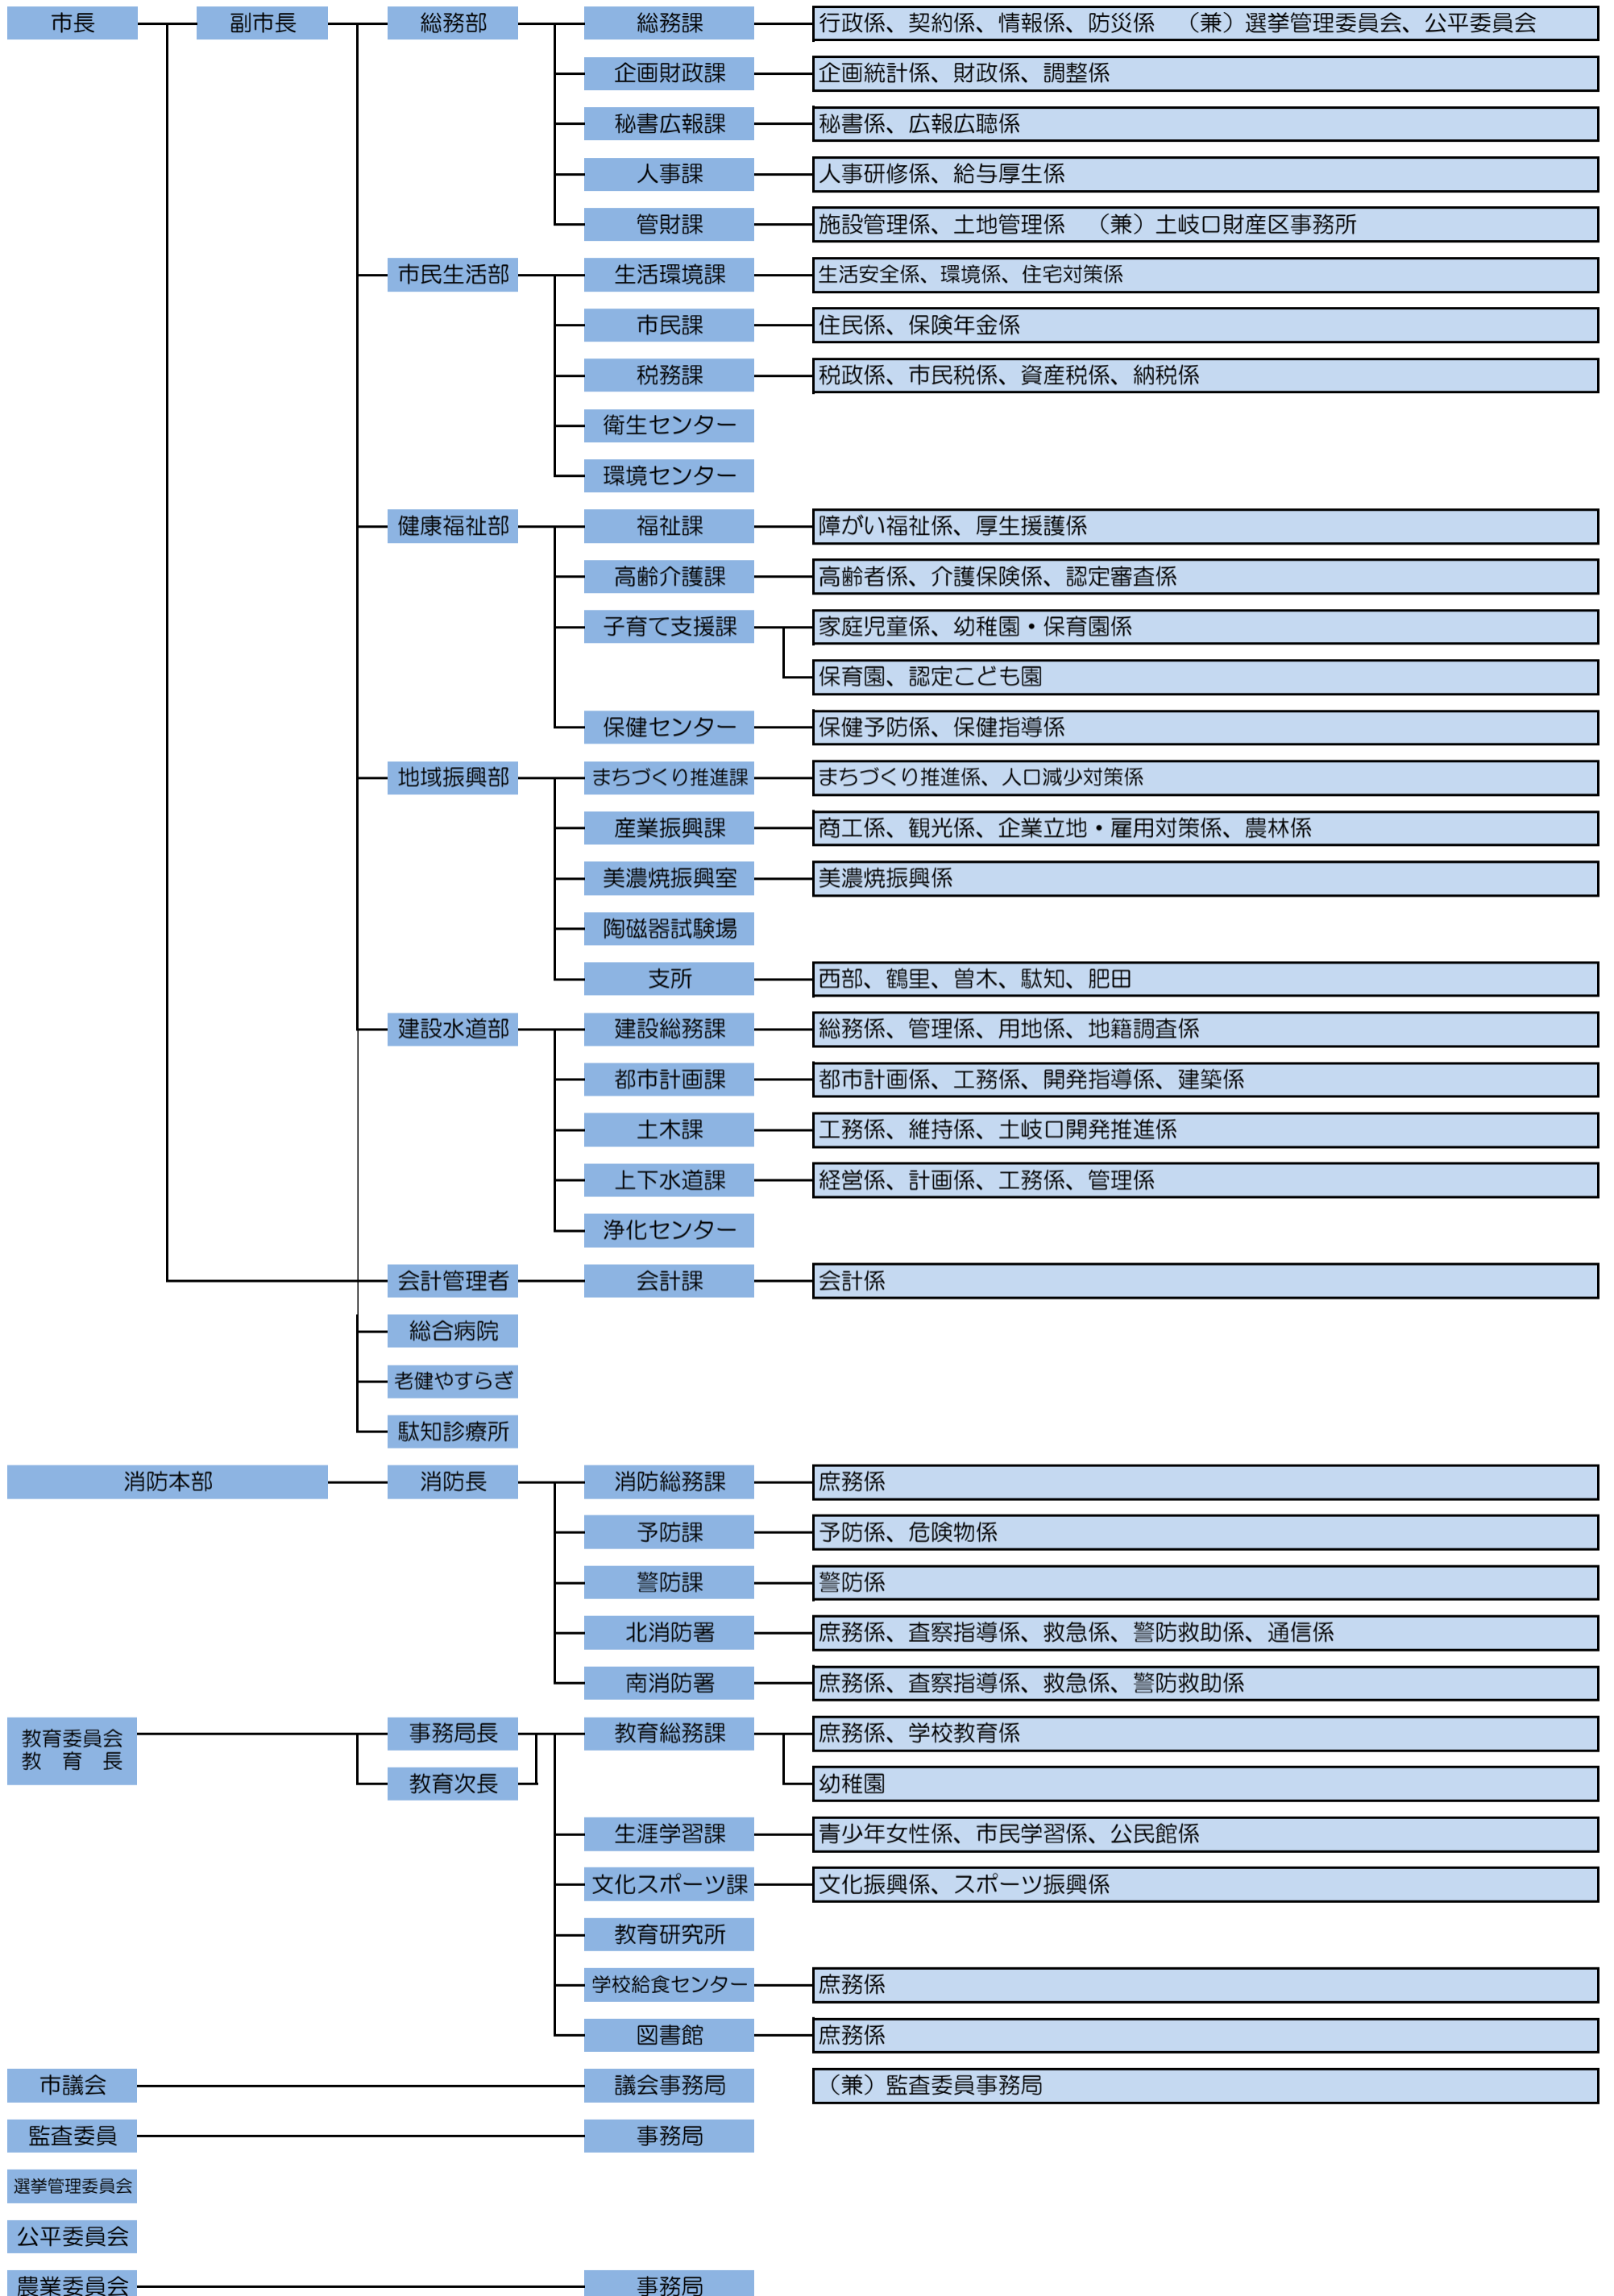 市長 副市長 総務部 総務課 行政係、契約係、情報係、防災係 （兼）選挙管理委員会、公平委員会
企画財政課 企画統計係、財政係、調整係
秘書広報課 秘書係、広報広聴係
人事課 人事研修係、給与厚生係
管財課 施設管理係、土地管理係 （兼）土岐口財産区事務所
市民生活部 生活環境課 生活安全係、環境係、住宅対策係
市民課 住民係、保険年金係
税務課 税政係、市民税係、資産税係、納税係
衛生センター
環境センター
健康福祉部 福祉課 障がい福祉係、厚生援護係
高齢介護課 高齢者係、介護保険係、認定審査係
子育て支援課 家庭児童係、幼稚園・保育園係
保育園、認定こども園
保健センター 保健予防係、保健指導係
地域振興部 まちづくり推進課 まちづくり推進係、人口減少対策係
産業振興課 商工係、観光係、企業立地・雇用対策係、農林係
美濃焼振興室 美濃焼振興係
陶磁器試験場
支所 西部、鶴里、曽木、駄知、肥田
建設水道部 建設総務課 総務係、管理係、用地係、地籍調査係
都市計画課 都市計画係、工務係、開発指導係、建築係
土木課 工務係、維持係、土岐口開発推進係
上下水道課 経営係、計画係、工務係、管理係
浄化センター
会計管理者 会計課 会計係
総合病院
老健やすらぎ
駄知診療所
消防本部 消防長 消防総務課 庶務係
予防課 予防係、危険物係
警防課 警防係
北消防署 庶務係、査察指導係、救急係、警防救助係、通信係
南消防署 庶務係、査察指導係、救急係、警防救助係
教育委員会
教 育 長
事務局長 教育総務課 庶務係、学校教育係
教育次長 幼稚園
生涯学習課 青少年女性係、市民学習係、公民館係
文化スポーツ課 文化振興係、スポーツ振興係
教育研究所
学校給食センター 庶務係
図書館 庶務係
市議会 議会事務局 （兼）監査委員事務局
監査委員 事務局
選挙管理委員会
公平委員会
農業委員会 事務局